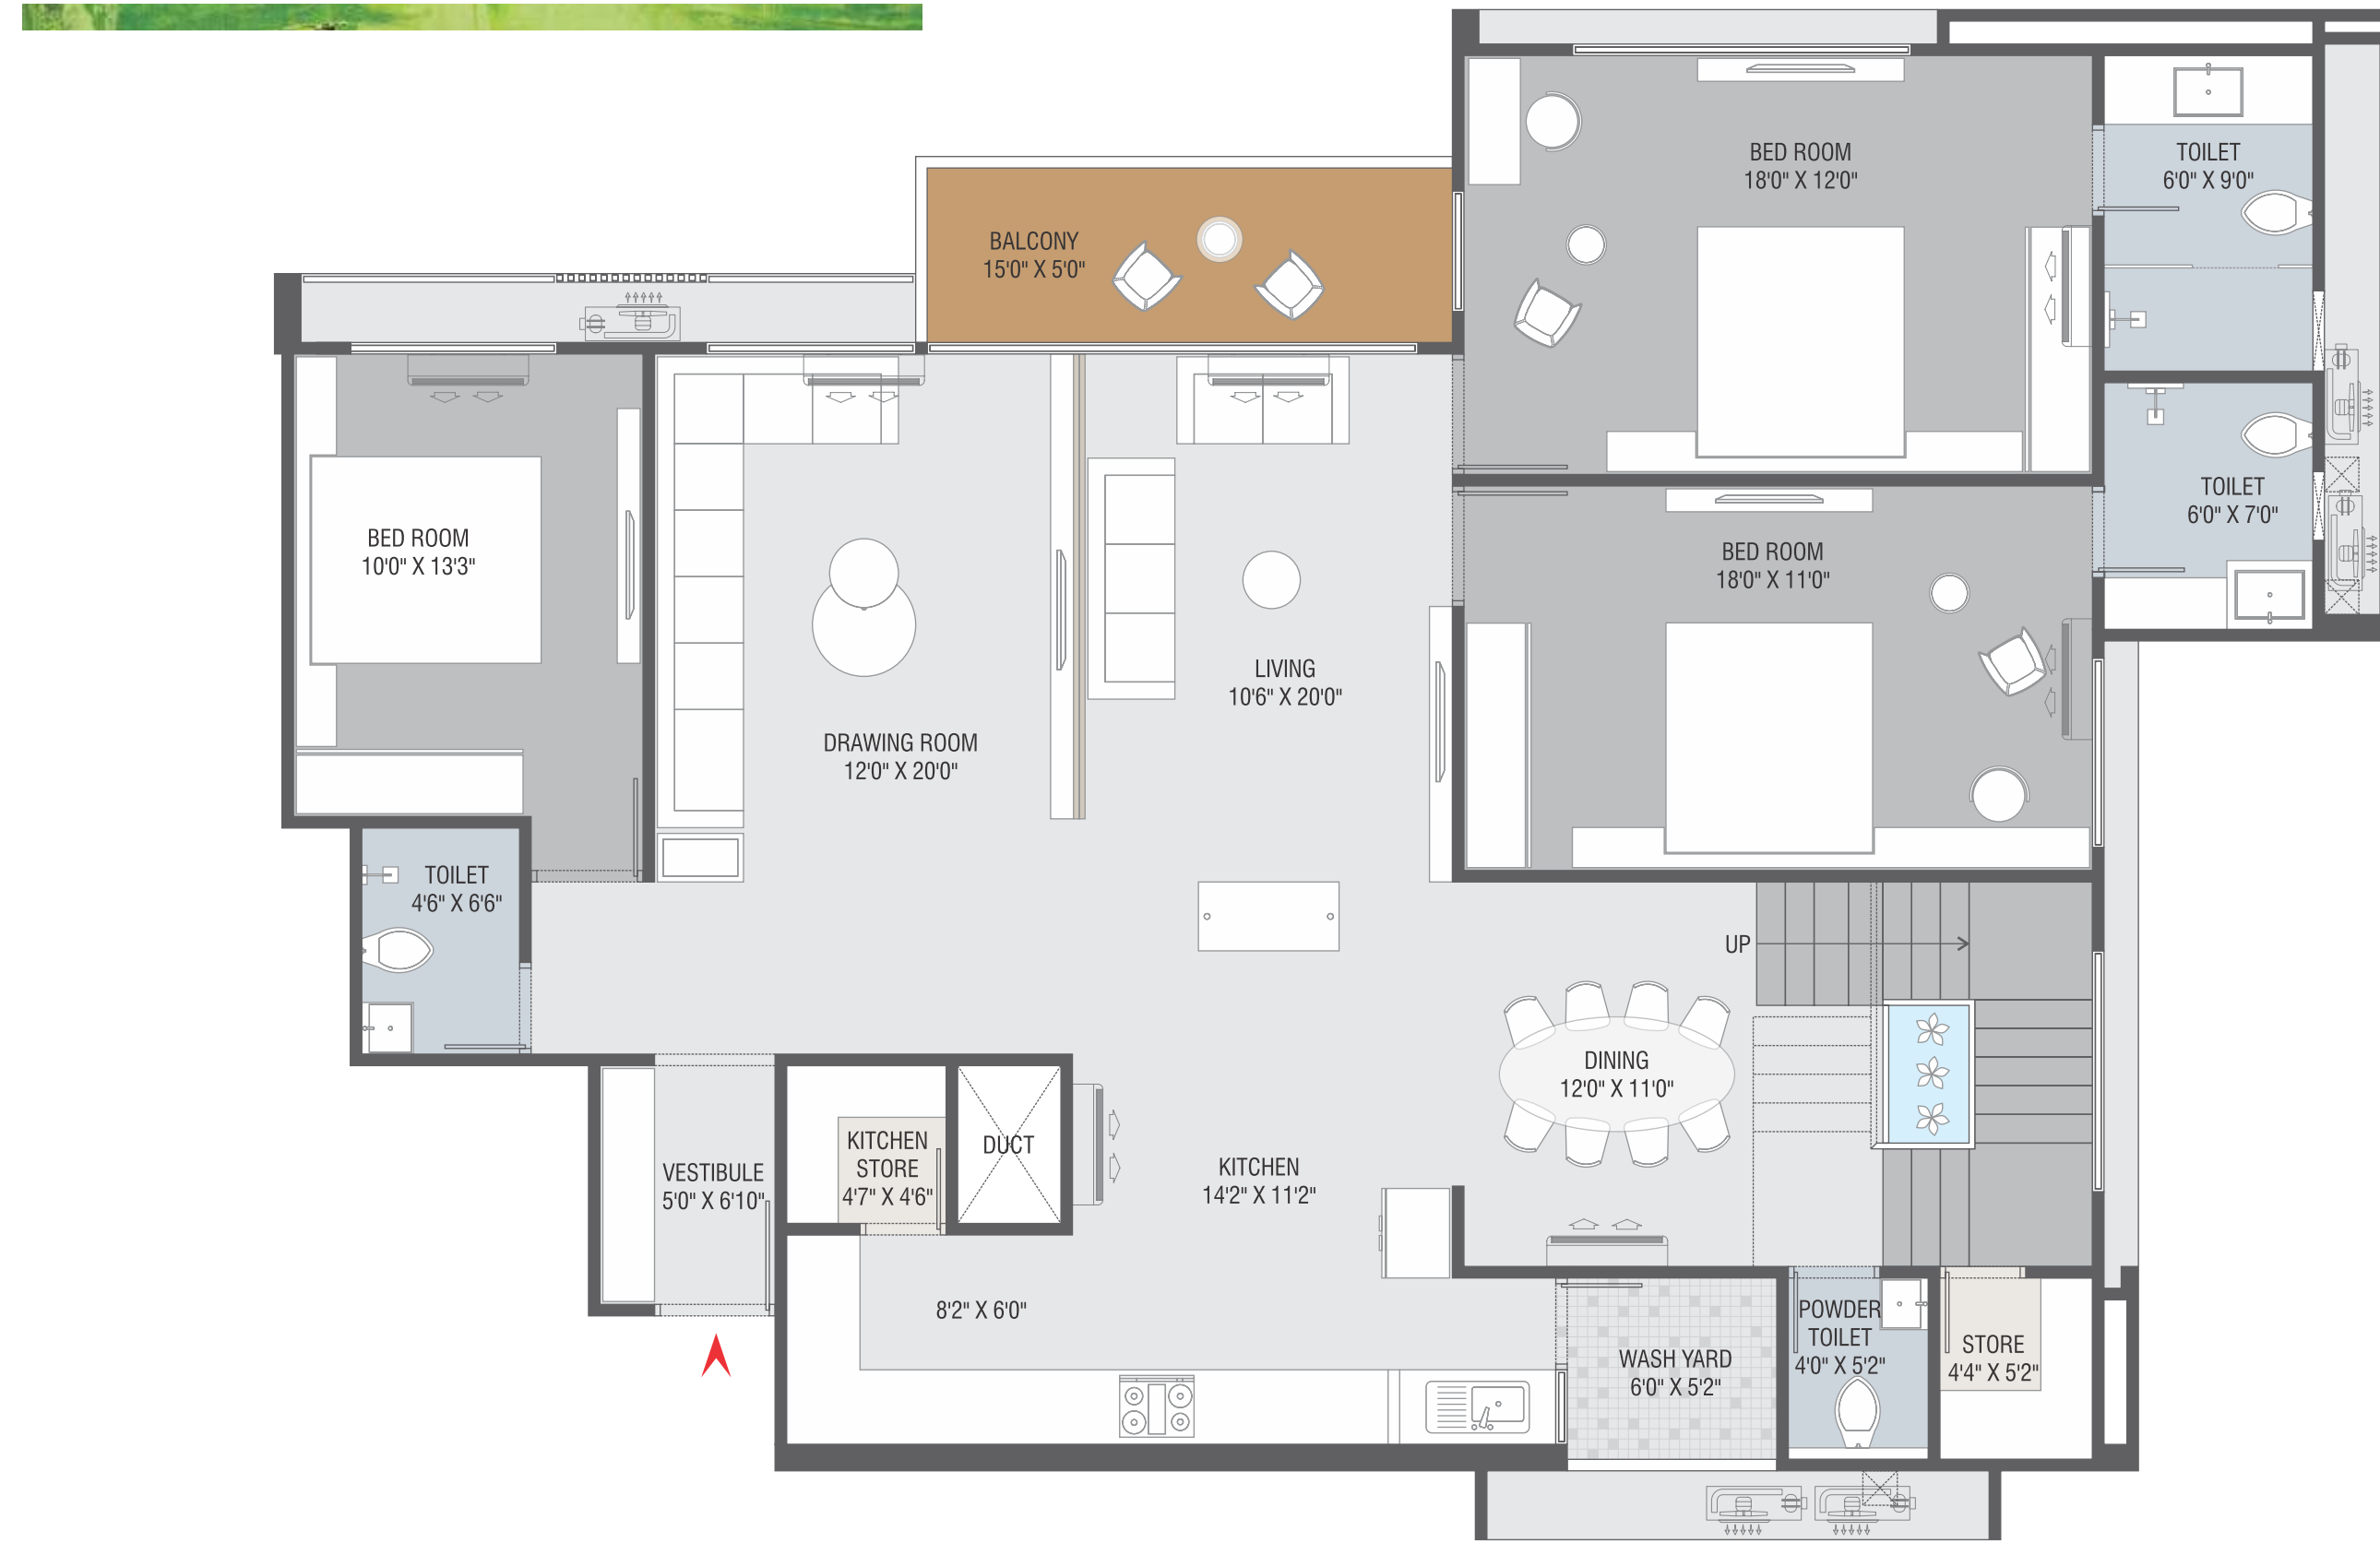 BED ROOM
18'0" X 12'0"
TOILET
6'0" X 9'0"
BALCONY
15'0" X 5'0"
BED ROOM
10'0" X 13'3"
TOILET
6'0" X 7'0"
BED ROOM
18'0" X 11'0"
LIVING
10'6" X 20'0"
DRAWING ROOM
12'0" X 20'0"
TOILET
4'6" X 6'6"
UP
DINING
12'0" X 11'0"
KITCHEN
STORE
4'7" X 4'6"
DUCT
VESTIBULE
5'0" X 6'10"
KITCHEN
14'2" X 11'2"
8'2" X 6'0"
WASH YARD
6'0" X 5'2"
POWDER
TOILET
4'0" X 5'2"
STORE
4'4" X 5'2"